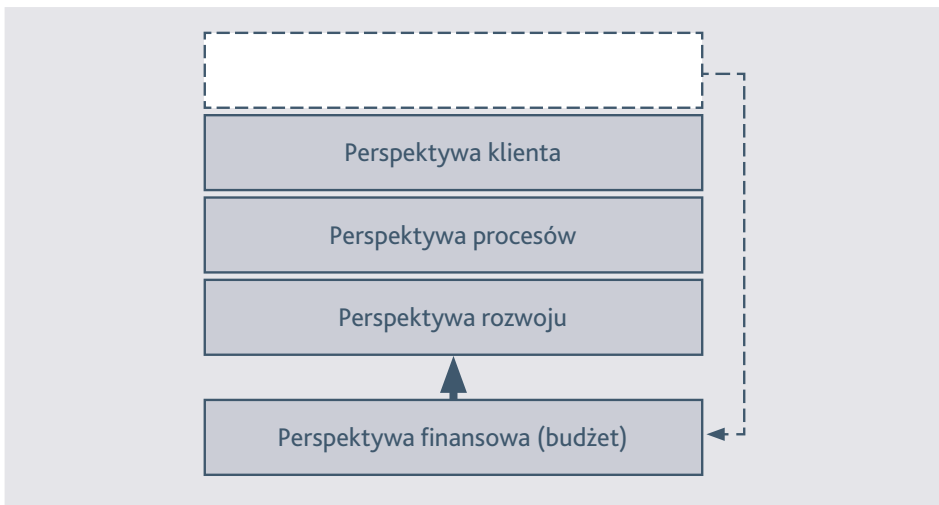 Perspektywa klienta
Perspektywa procesów
Perspektywa rozwoju
Perspektywa finansowa (budżet)